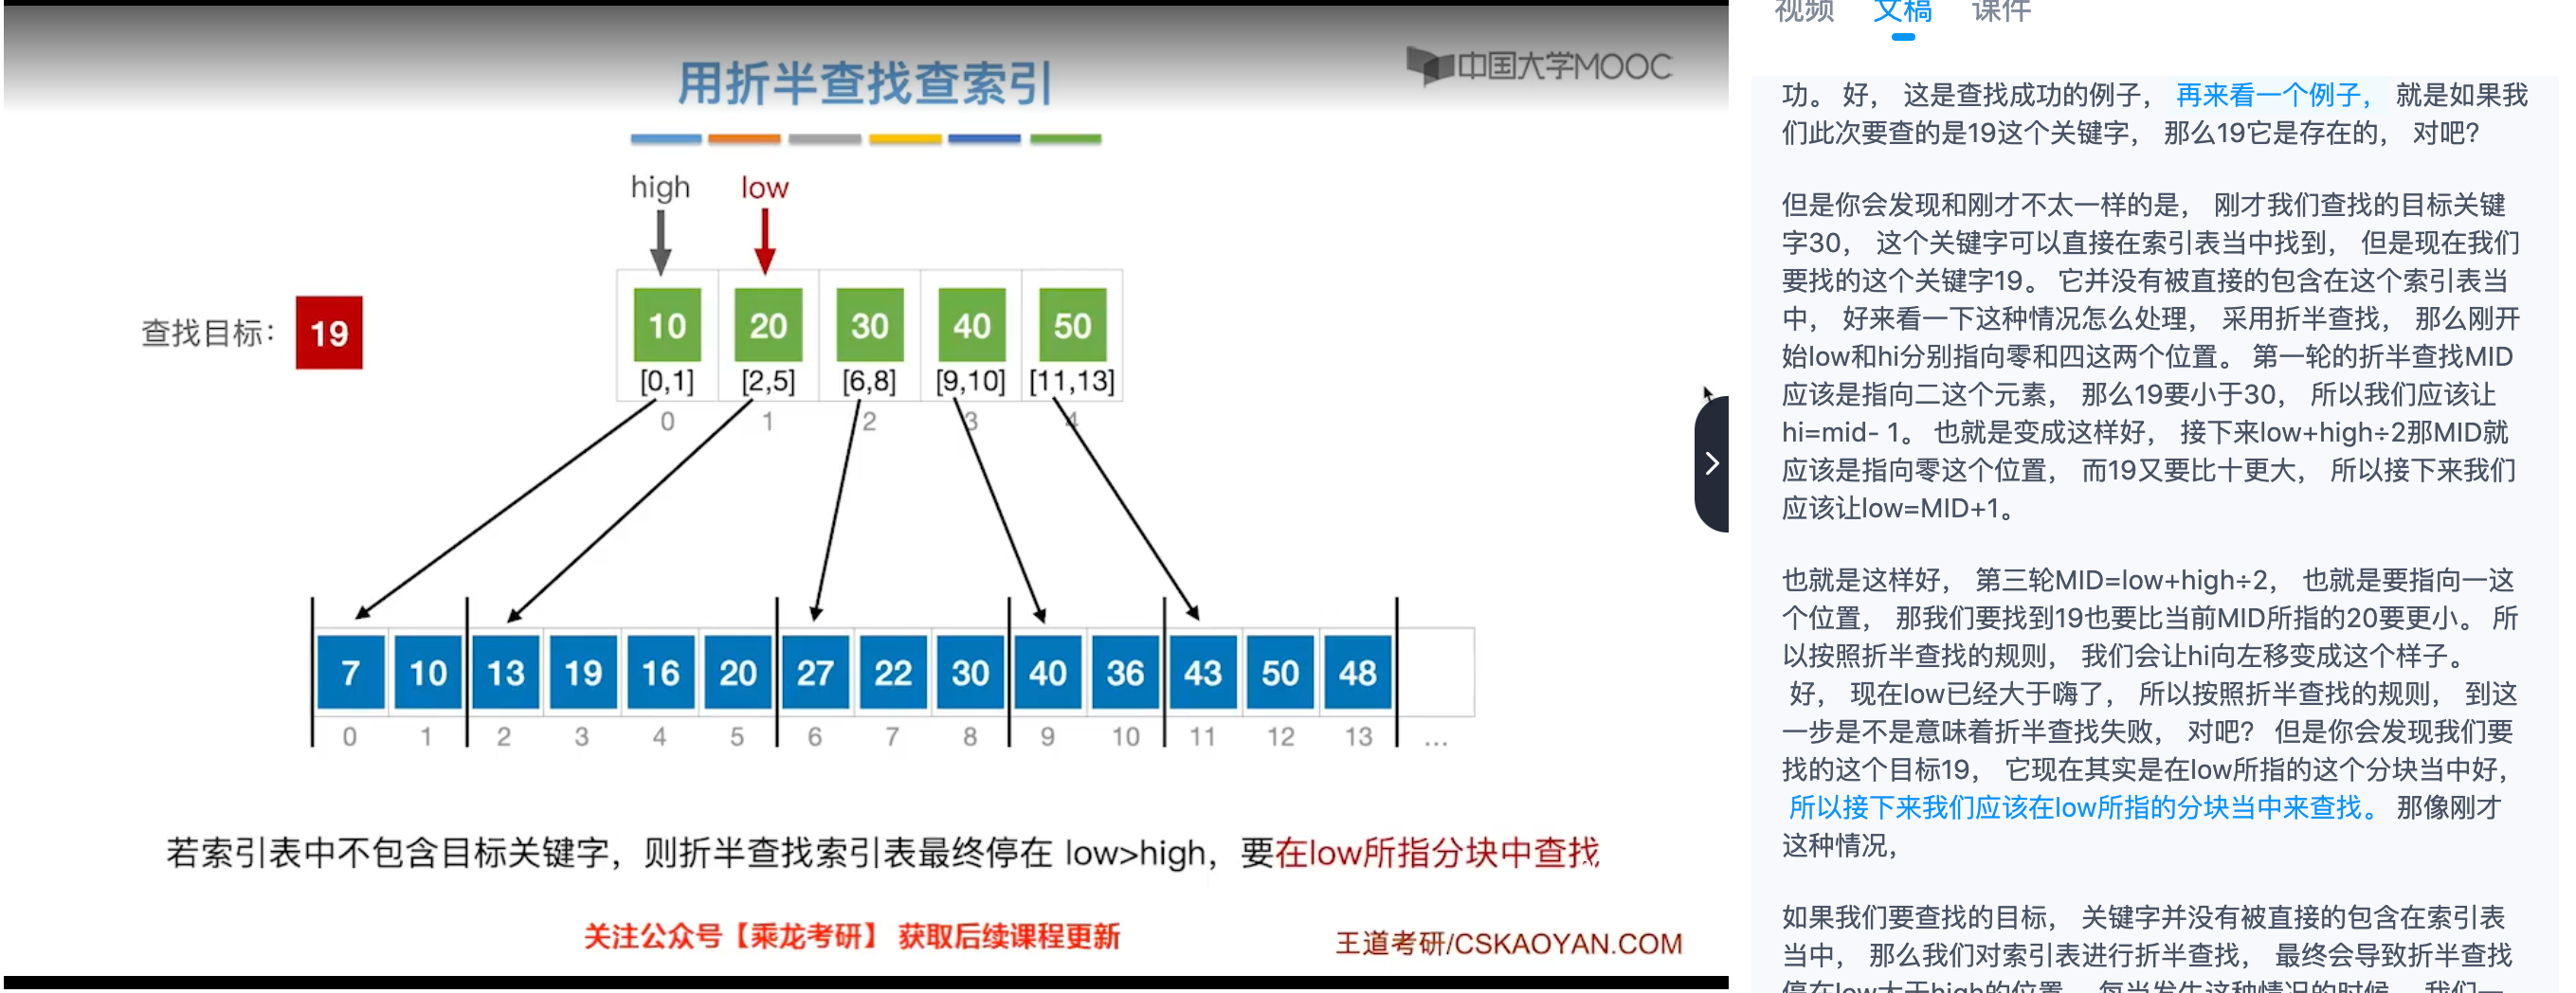 用折半查找查索引
中国大学MOOC
high low
查找目标： 19
10 20 30 40 50
[0,1] [2,5] [6,8] [9,10] [11,13]
0 1 2 3 4
7 10 13 19 16 20 27 22 30 40 36 43 50 48
0 1 2 3 4 5 6 7 8 9 10 11 12 13 ...
若索引表中不包含目标关键字，则折半查找索引表最终停在 low>high，要在low所指分块中查找
关注公众号【乘龙考研】 获取后续课程更新
王道考研/CSKAOYAN.COM
视频 文稿 课件
功。 好， 这是查找成功的例子， 再来看一个例子， 就是如果我
们此次要查的是19这个关键字， 那么19它是存在的， 对吧?
但是你会发现和刚才不太一样的是， 刚才我们查找的目标关键
字30， 这个关键字可以直接在索引表当中找到， 但是现在我们
要找的这个关键字19。 它并没有被直接的包含在这个索引表当
中， 好来看一下这种情况怎么处理， 采用折半查找， 那么刚开
始low和hi分别指向零和四这两个位置。 第一轮的折半查找MID
应该是指向二这个元素， 那么19要小于30， 所以我们应该让
hi=mid- 1。 也就是变成这样好， 接下来low+high÷2那MID就
应该是指向零这个位置， 而19又要比十更大， 所以接下来我们
应该让low=MID+1。
也就是这样好， 第三轮MID=low+high÷2， 也就是要指向一这
个位置， 那我们要找到19也要比当前MID所指的20要更小。 所
以按照折半查找的规则， 我们会让hi向左移变成这个样子。
好， 现在low已经大于嗨了， 所以按照折半查找的规则， 到这
一步是不是意味着折半查找失败， 对吧? 但是你会发现我们要
找的这个目标19， 它现在其实是在low所指的这个分块当中好，
所以接下来我们应该在low所指的分块当中来查找。 那像刚才
这种情况，
如果我们要查找的目标， 关键字并没有被直接的包含在索引表
当中， 那么我们对索引表进行折半查找， 最终会导致折半查找
停在low大于high的位置， 每当发生这种情况的时候， 我们一